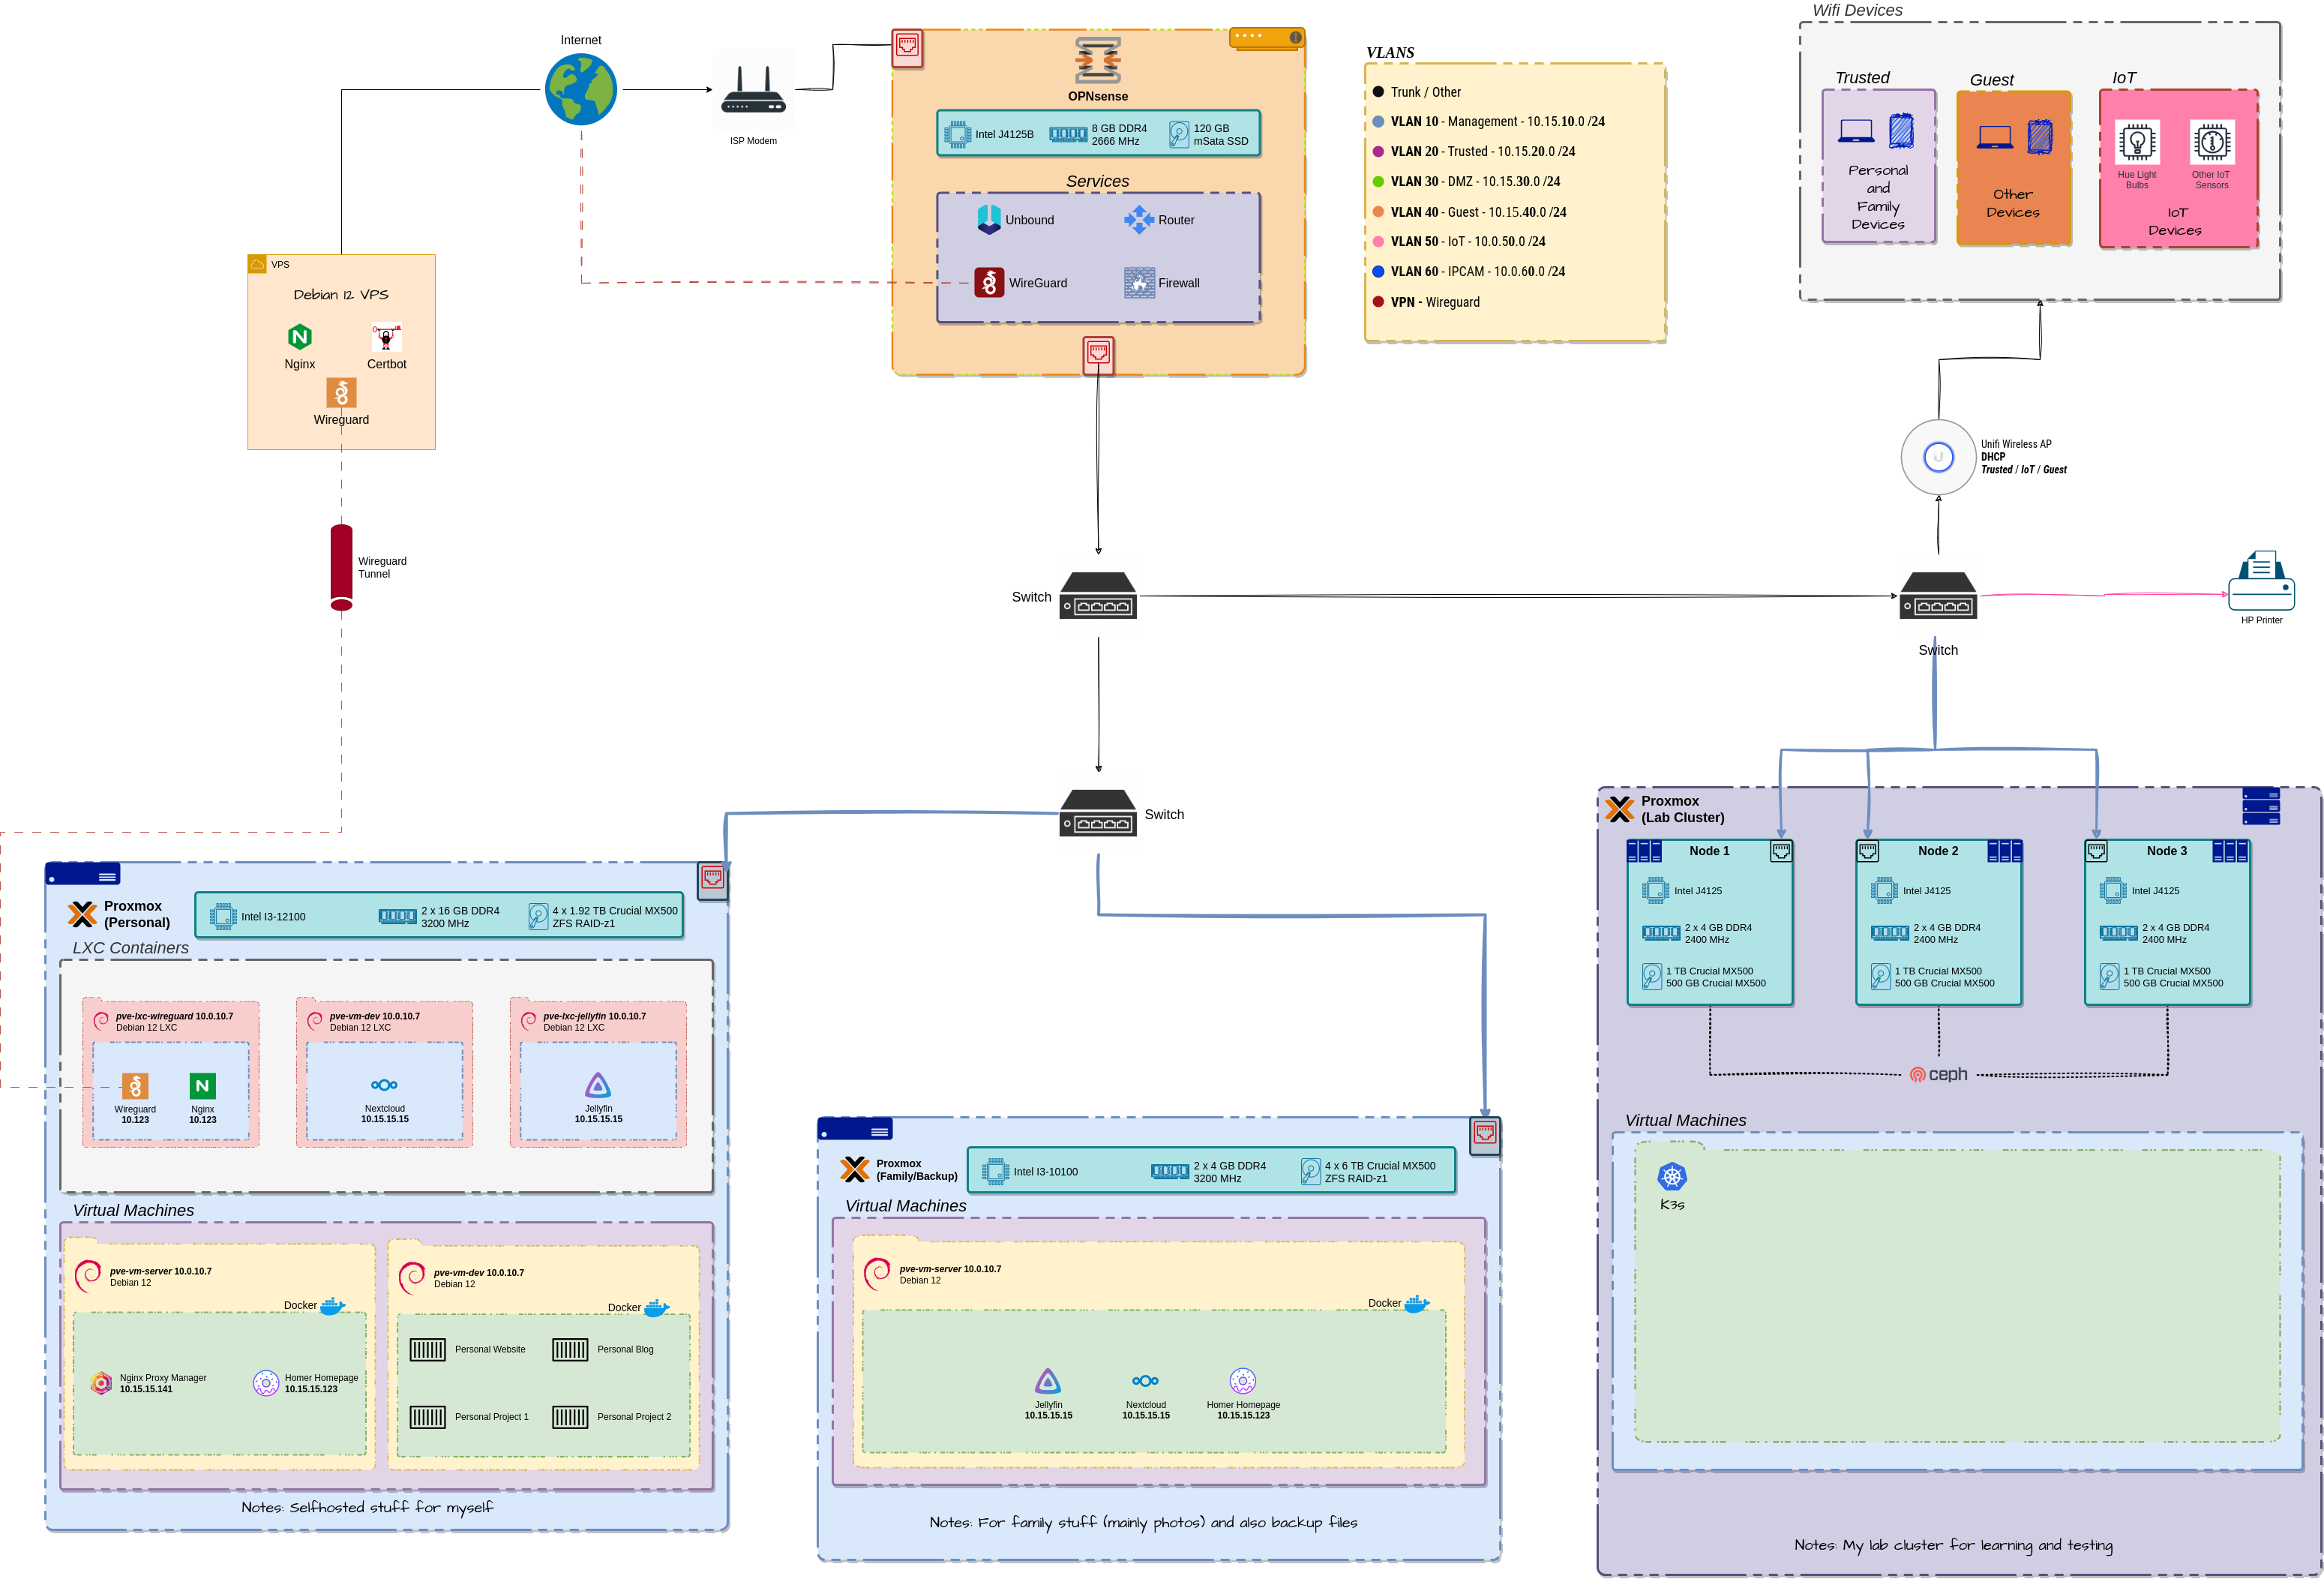 Internet
ISP Modem
OPNsense
Intel J4125B
8 GB DDR4
2666 MHz
120 GB
mSata SSD
Services
Unbound
Router
WireGuard
Firewall
VLANS
Trunk / Other
VLAN 10 - Management - 10.15.10.0 /24
VLAN 20 - Trusted - 10.15.20.0 /24
VLAN 30 - DMZ - 10.15.30.0 /24
VLAN 40 - Guest - 10.15.40.0 /24
VLAN 50 - IoT - 10.0.50.0 /24
VLAN 60 - IPCAM - 10.0.60.0 /24
VPN - Wireguard
Wifi Devices
Trusted
Personal
and
Family
Devices
Guest
Other
Devices
IoT
Hue Light
Bulbs
Other IoT
Sensors
IoT
Devices
VPS
Debian 12 VPS
Nginx
Certbot
Wireguard
Unifi Wireless AP
DHCP
Trusted / IoT / Guest
Wireguard
Tunnel
Switch
Switch
HP Printer
Switch
Proxmox
(Personal)
Intel I3-12100
2 x 16 GB DDR4
3200 MHz
4 x 1.92 TB Crucial MX500
ZFS RAID-z1
LXC Containers
pve-lxc-wireguard 10.0.10.7
Debian 12 LXC
Wireguard
10.123
Nginx
10.123
pve-vm-dev 10.0.10.7
Debian 12 LXC
Nextcloud
10.15.15.15
pve-lxc-jellyfin 10.0.10.7
Debian 12 LXC
Jellyfin
10.15.15.15
Virtual Machines
pve-vm-server 10.0.10.7
Debian 12
Docker
Nginx Proxy Manager
10.15.15.141
Homer Homepage
10.15.15.123
pve-vm-dev 10.0.10.7
Debian 12
Docker
Personal Website
Personal Blog
Personal Project 1
Personal Project 2
Notes: Selfhosted stuff for myself
Proxmox
(Family/Backup)
Intel I3-10100
2 x 4 GB DDR4
3200 MHz
4 x 6 TB Crucial MX500
ZFS RAID-z1
Virtual Machines
pve-vm-server 10.0.10.7
Debian 12
Docker
Jellyfin
10.15.15.15
Nextcloud
10.15.15.15
Homer Homepage
10.15.15.123
Notes: For family stuff (mainly photos) and also backup files
Proxmox
(Lab Cluster)
Node 1
Intel J4125
2 x 4 GB DDR4
2400 MHz
1 TB Crucial MX500
500 GB Crucial MX500
Node 2
Intel J4125
2 x 4 GB DDR4
2400 MHz
1 TB Crucial MX500
500 GB Crucial MX500
Node 3
Intel J4125
2 x 4 GB DDR4
2400 MHz
1 TB Crucial MX500
500 GB Crucial MX500
ceph
Virtual Machines
K3s
Notes: My lab cluster for learning and testing